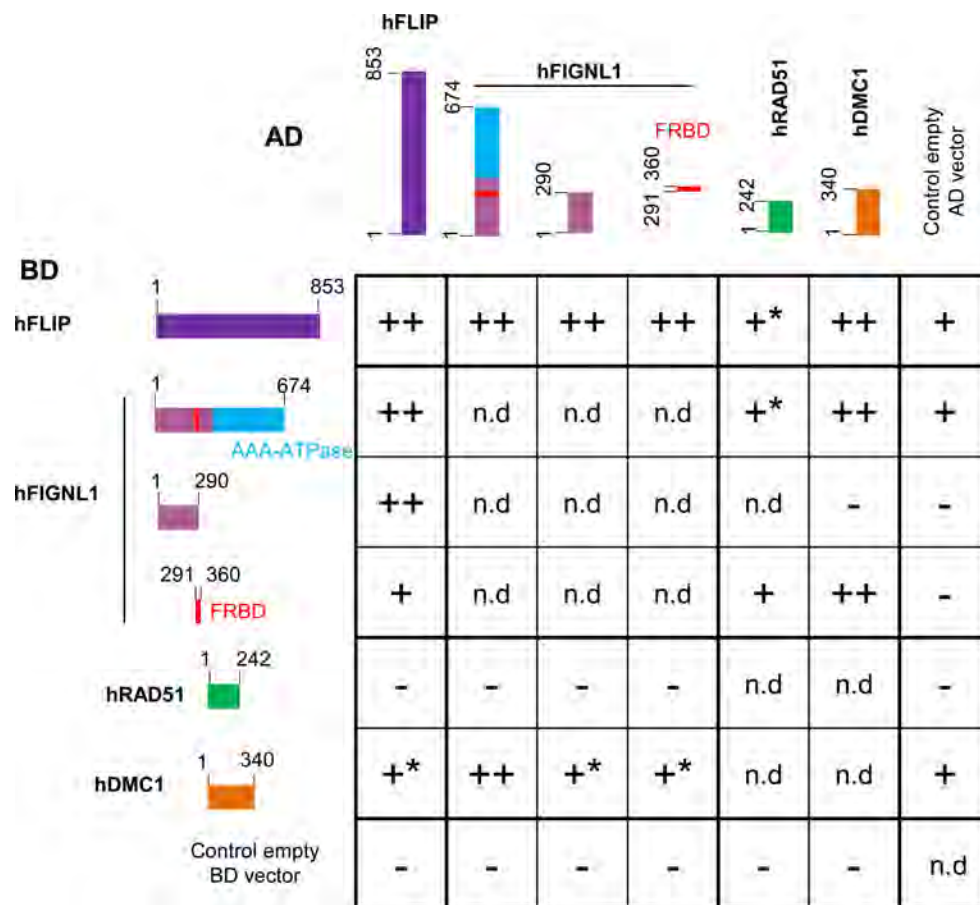 hFLIP
hFIGNL1
AD
853
1
674
1
290
1
FRBD
291 360
hRAD51
242
1
hDMC1
340
1
Control empty
AD vector
BD
hFLIP
1 853
++ ++ ++ ++ +* ++ +
hFIGNL1
1 674
AAA-ATPase
++ n.d n.d n.d +* ++ +
1 290
++ n.d n.d n.d n.d - -
291 360
FRBD
+ n.d n.d n.d + ++ -
hRAD51
1 242
- - - - n.d n.d -
hDMC1
1 340
+* ++ +* +* n.d n.d +
Control empty
BD vector
- - - - - - n.d